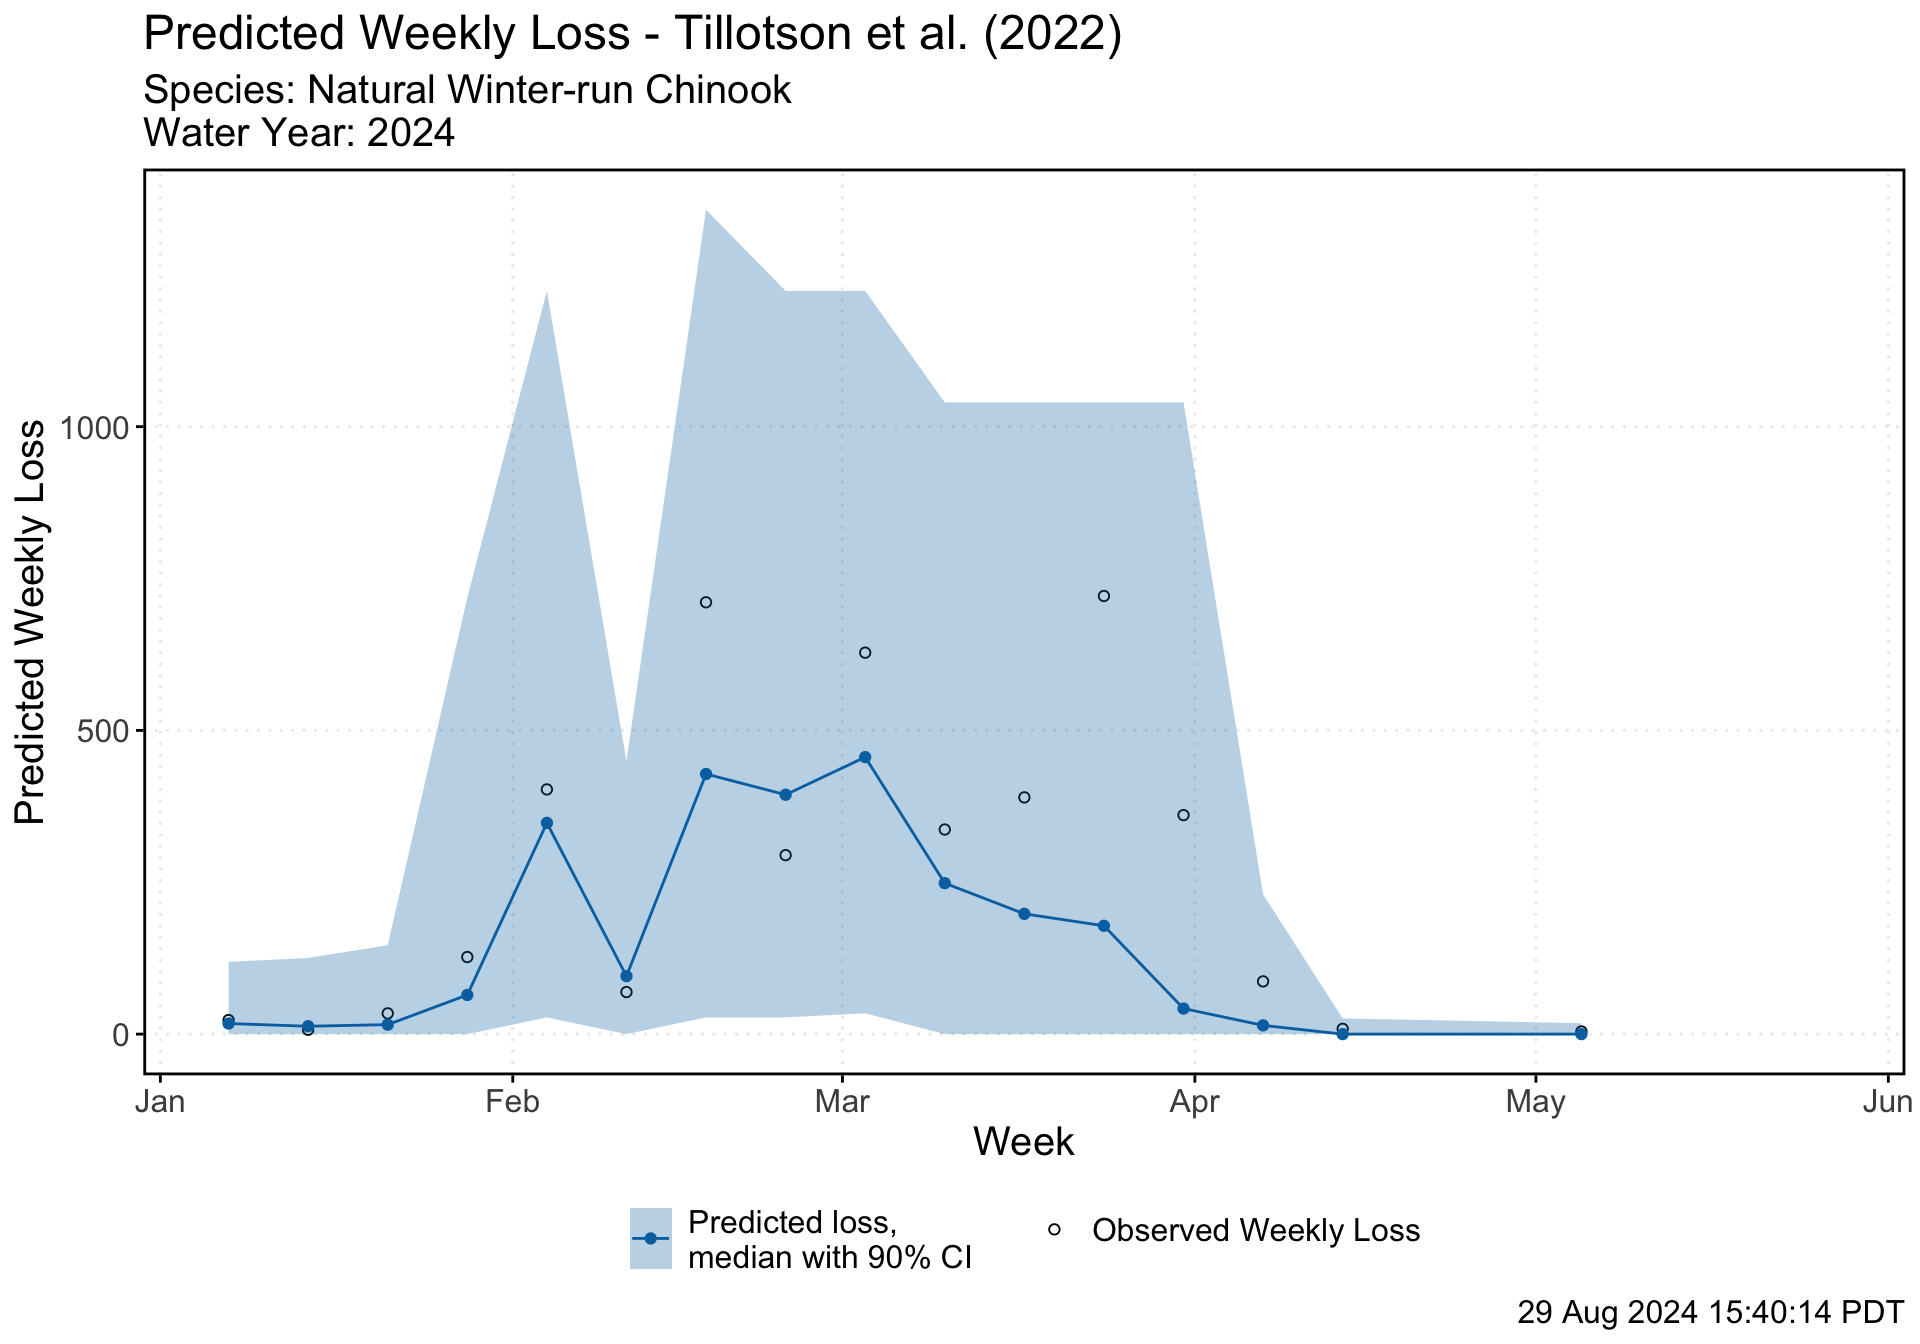 Predicted Weekly Loss - Tillotson et al. (2022)
Species: Natural Winter-run Chinook
Water Year: 2024
Predicted Weekly Loss
1000
500
0
Jan Feb Mar Apr May Jun
Week
Predicted loss,
median with 90% CI
Observed Weekly Loss
29 Aug 2024 15:40:14 PDT